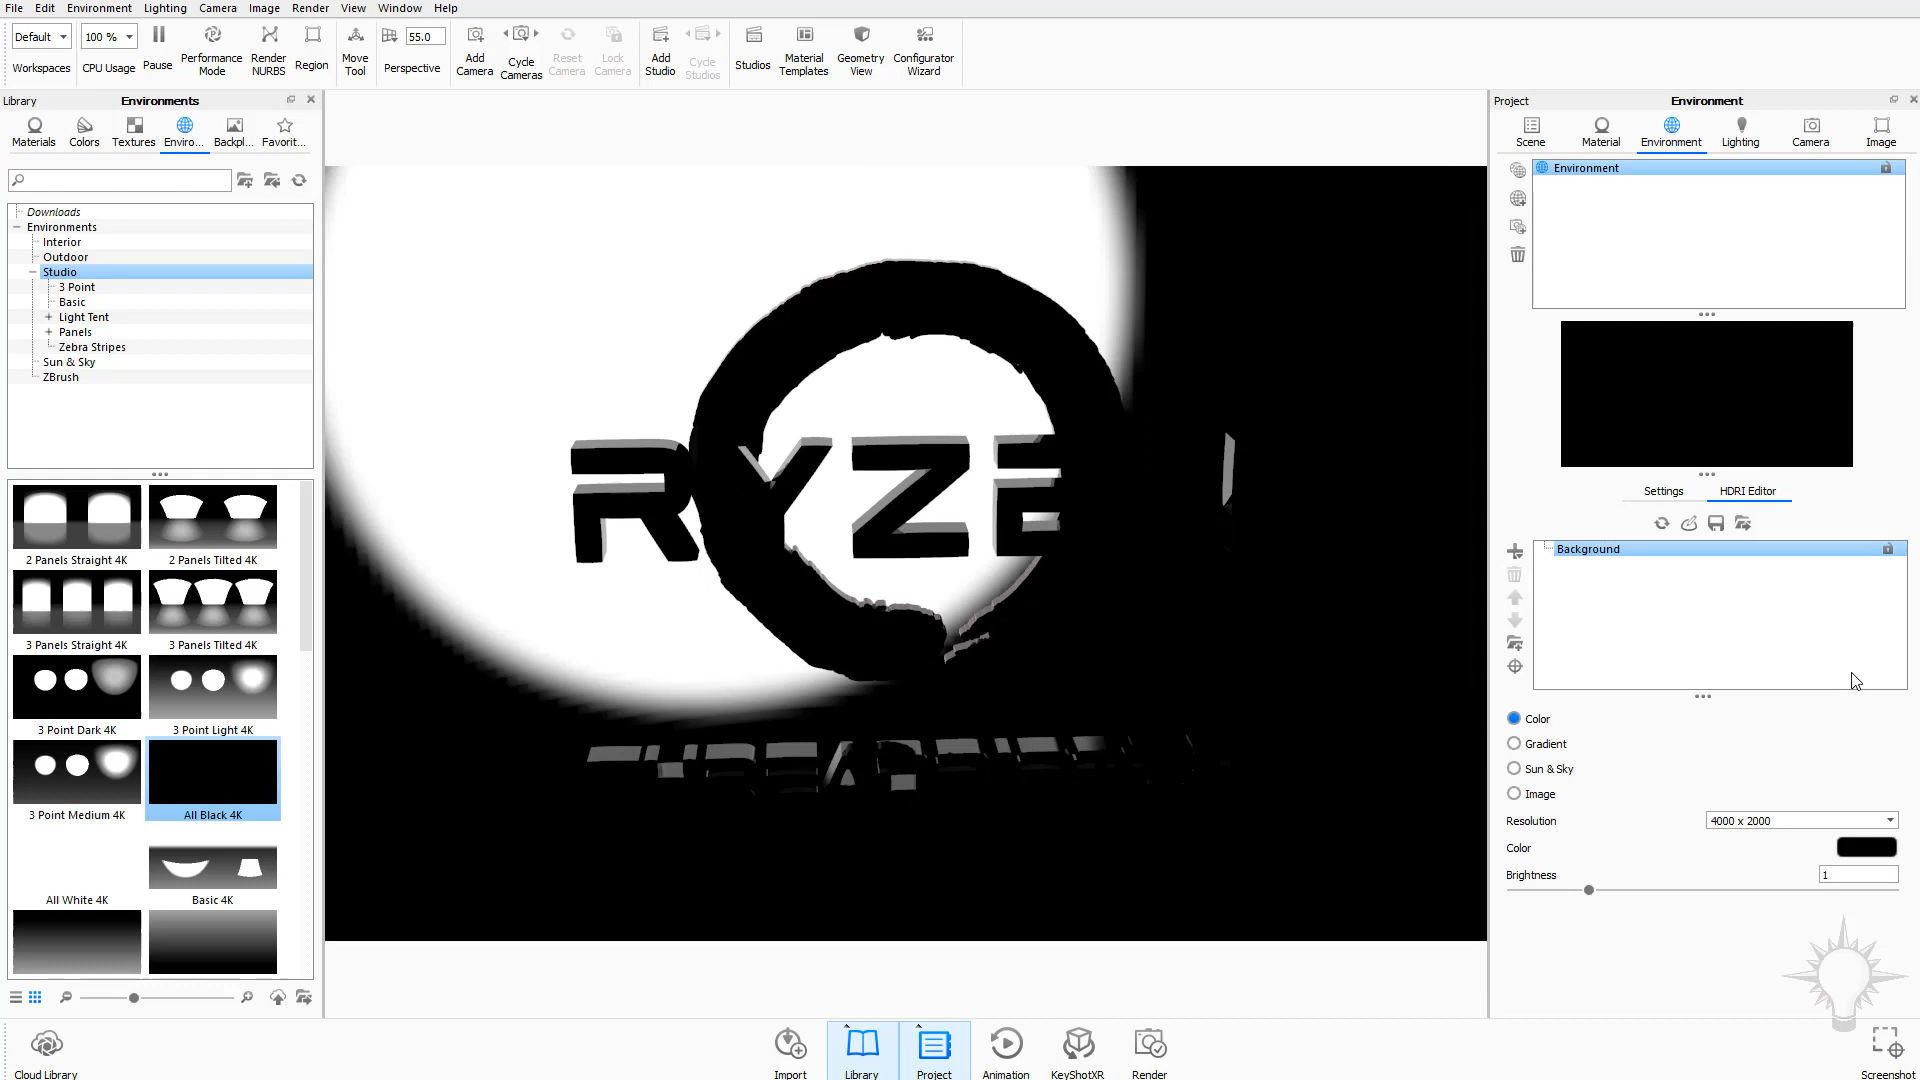 File Edit Environment Lighting Camera Image Render View Window Help
Default 100 % 55.0
Workspaces CPU Usage Pause Performance Mode Render NURBS Region Move Tool Perspective Add Camera Cycle Cameras Reset Camera Lock Camera Add Studio Cycle Studios Studios Material Templates Geometry View Configurator Wizard
Library Environments
Materials Colors Textures Enviro... Backpl... Favorit...
Downloads
Environments
Interior
Outdoor
Studio
3 Point
Basic
Light Tent
Panels
Zebra Stripes
Sun & Sky
ZBrush
2 Panels Straight 4K 2 Panels Tilted 4K
3 Panels Straight 4K 3 Panels Tilted 4K
3 Point Dark 4K 3 Point Light 4K
3 Point Medium 4K All Black 4K
All White 4K Basic 4K
RYZE
Project Environment
Scene Material Environment Lighting Camera Image
Environment
Settings HDRI Editor
Background
Color
Gradient
Sun & Sky
Image
Resolution 4000 x 2000
Color
Brightness 1
Cloud Library Import Library Project Animation KeyShotXR Render Screenshot